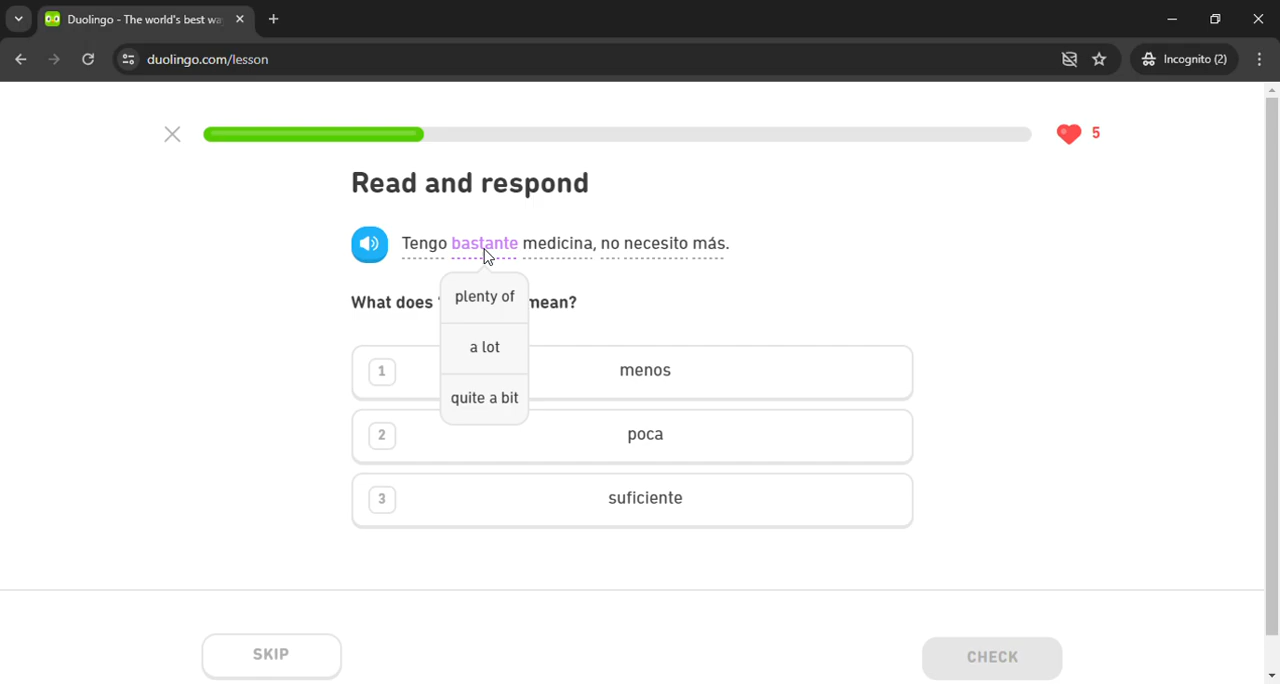 Duolingo - The world's best wa
duolingo.com/lesson
Incognito (2)
5
Read and respond
Tengo bastante medicina, no necesito más.
plenty of
What does mean?
a lot
1 menos
quite a bit
2 poca
3 suficiente
SKIP
CHECK